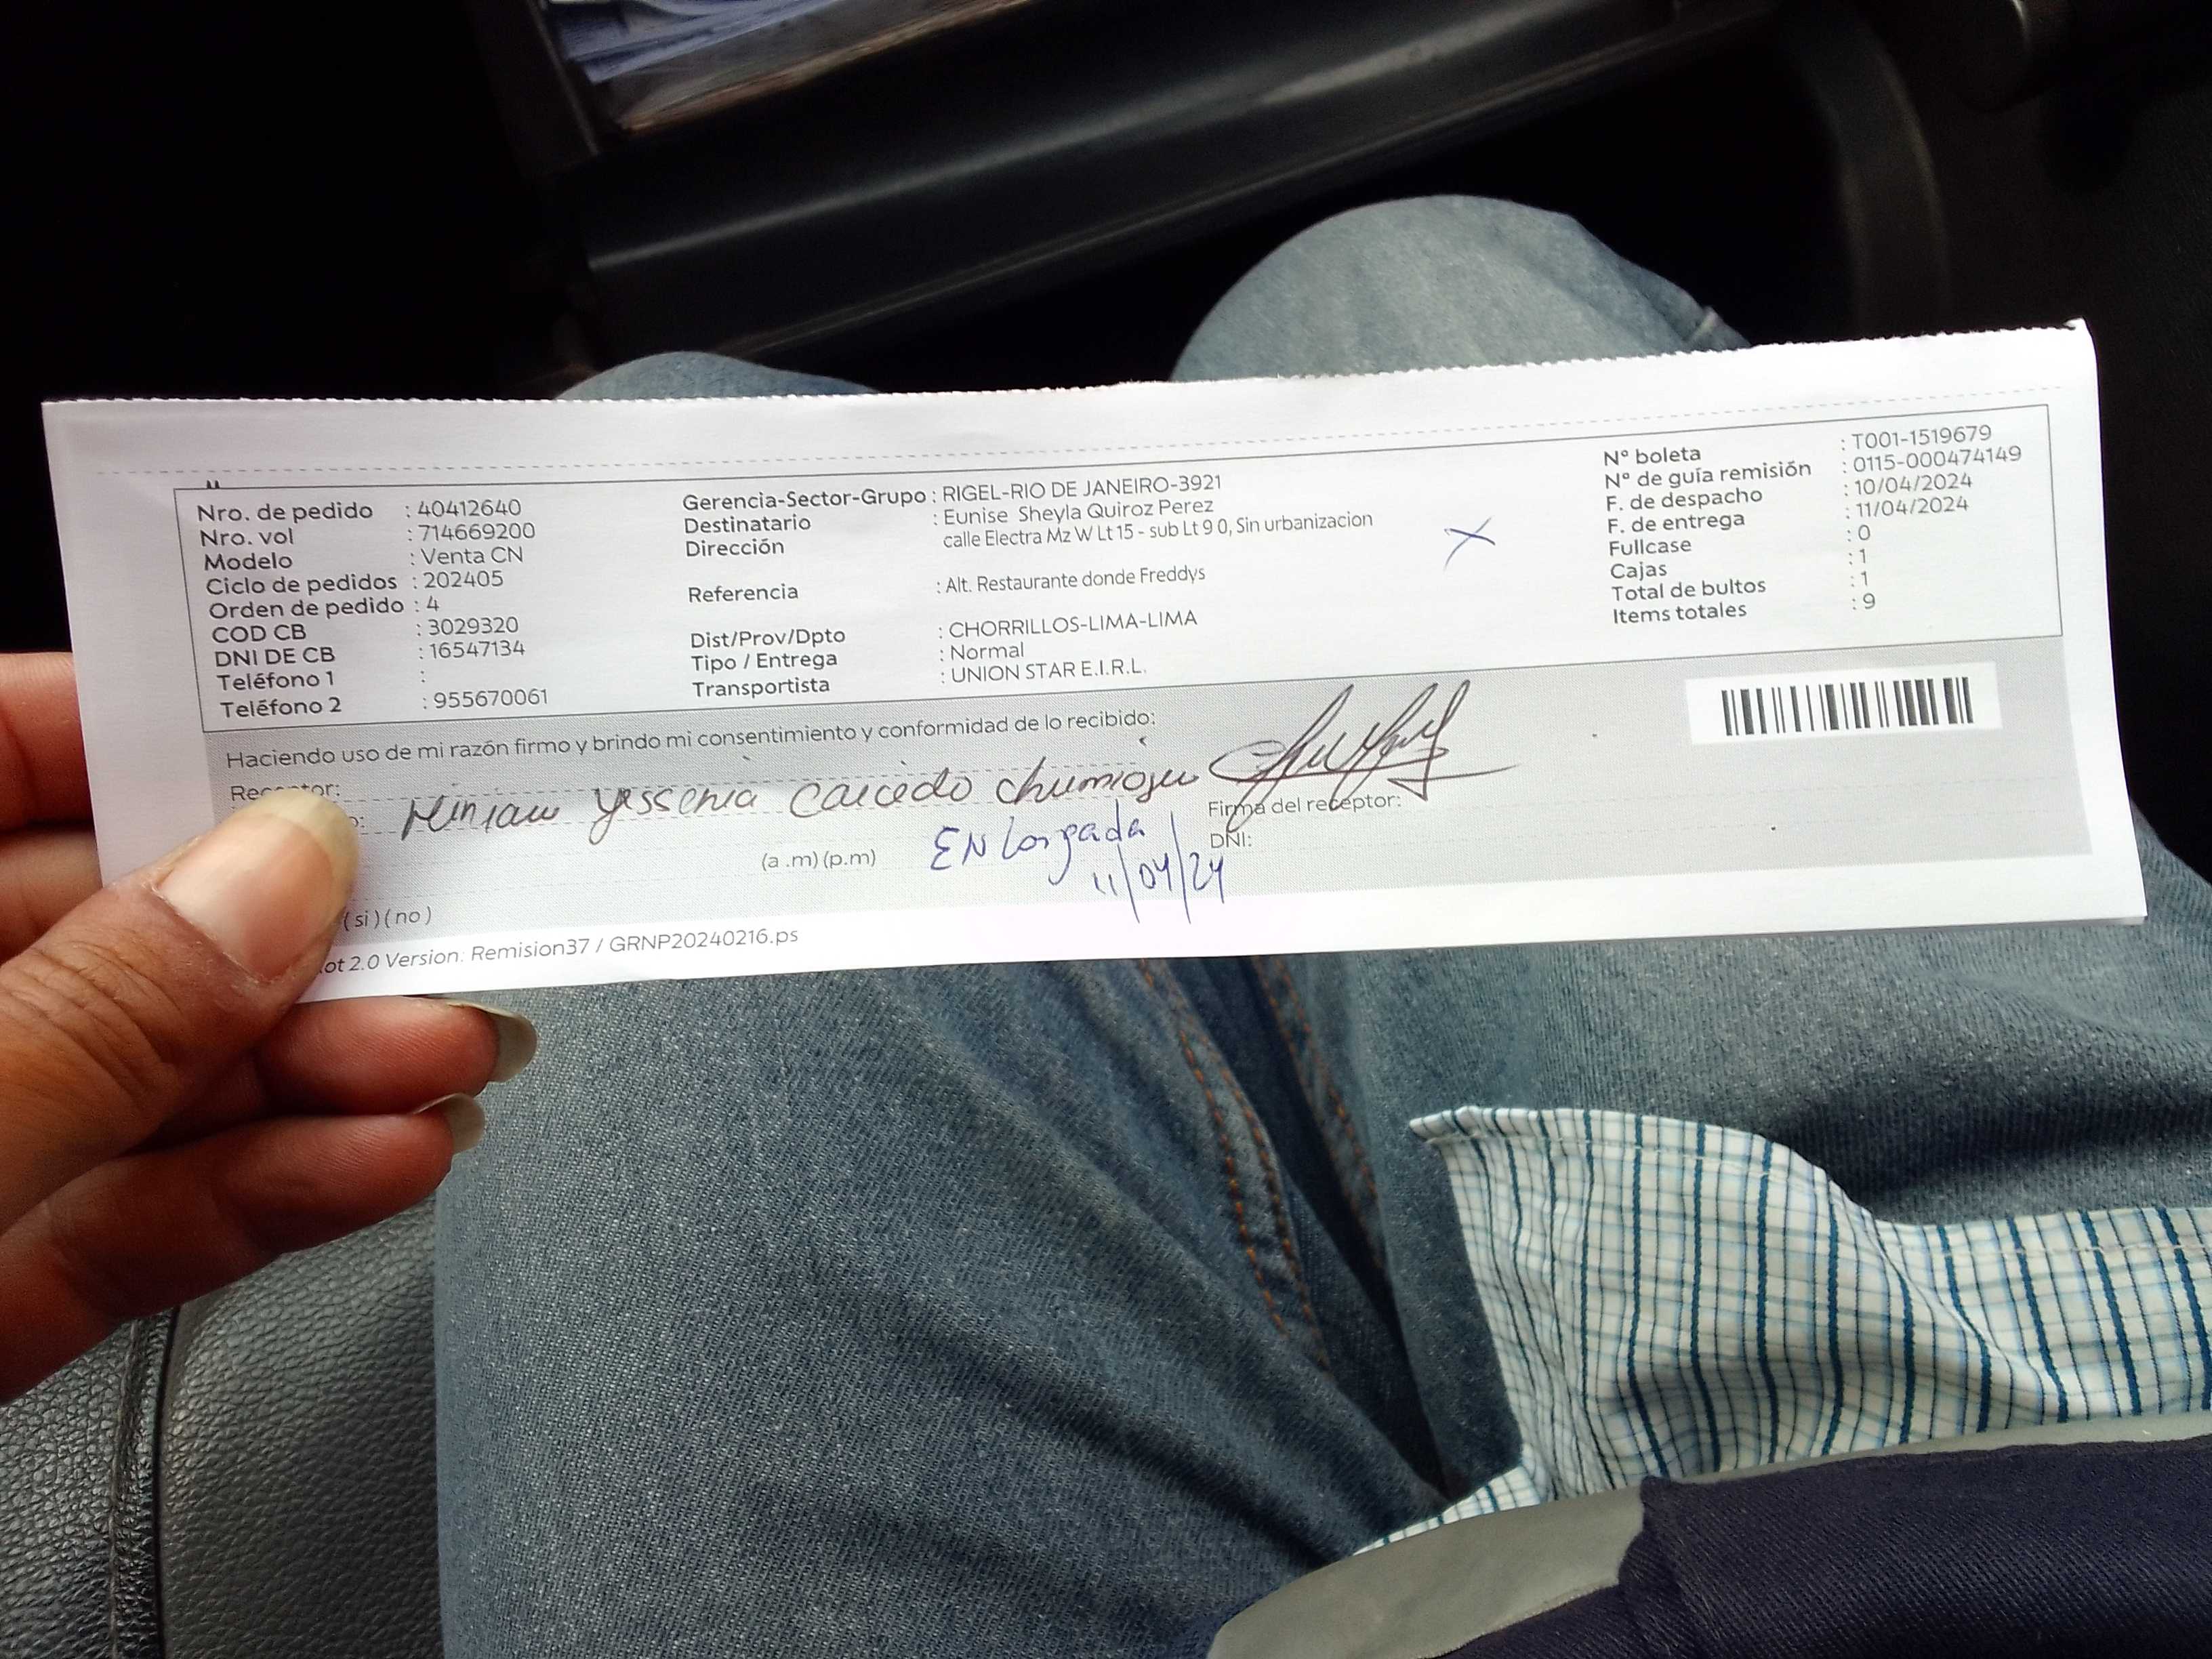 Nro. de pedido : 40412640
Nro. vol : 714669200
Modelo : Venta CN
Ciclo de pedidos : 202405
Orden de pedido : 4
COD CB : 3029320
DNI DE CB : 16547134
Teléfono 1 :
Teléfono 2 : 955670061
Gerencia-Sector-Grupo : RIGEL-RIO DE JANEIRO-3921
Destinatario : Eunise Sheyla Quiroz Perez
Dirección calle Electra Mz W Lt 15 - sub Lt 9 0, Sin urbanizacion
Referencia : Alt. Restaurante donde Freddys
Dist/Prov/Dpto : CHORRILLOS-LIMA-LIMA
Tipo / Entrega : Normal
Transportista : UNION STAR E.I.R.L.
N° boleta : T001-1519679
N° de guía remisión : 0115-000474149
F. de despacho : 10/04/2024
F. de entrega : 11/04/2024
Fullcase : 0
Cajas : 1
Total de bultos : 1
Items totales : 9
Haciendo uso de mi razón firmo y brindo mi consentimiento y conformidad de lo recibido:
Receptor:
Yessenia Caicedo
Firma del receptor:
DNI:
(a .m) (p.m)
11/04/24
( si ) ( no )
2.0 Version: Remision37 / GRNP20240216.ps